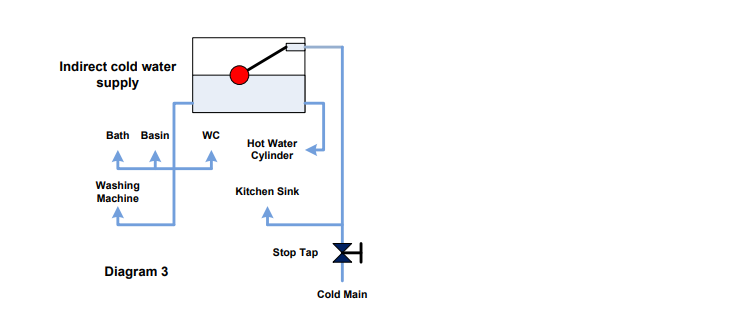 Indirect cold water
supply
Bath Basin WC
Hot Water
Cylinder
Washing
Machine
Kitchen Sink
Stop Tap
Diagram 3
Cold Main